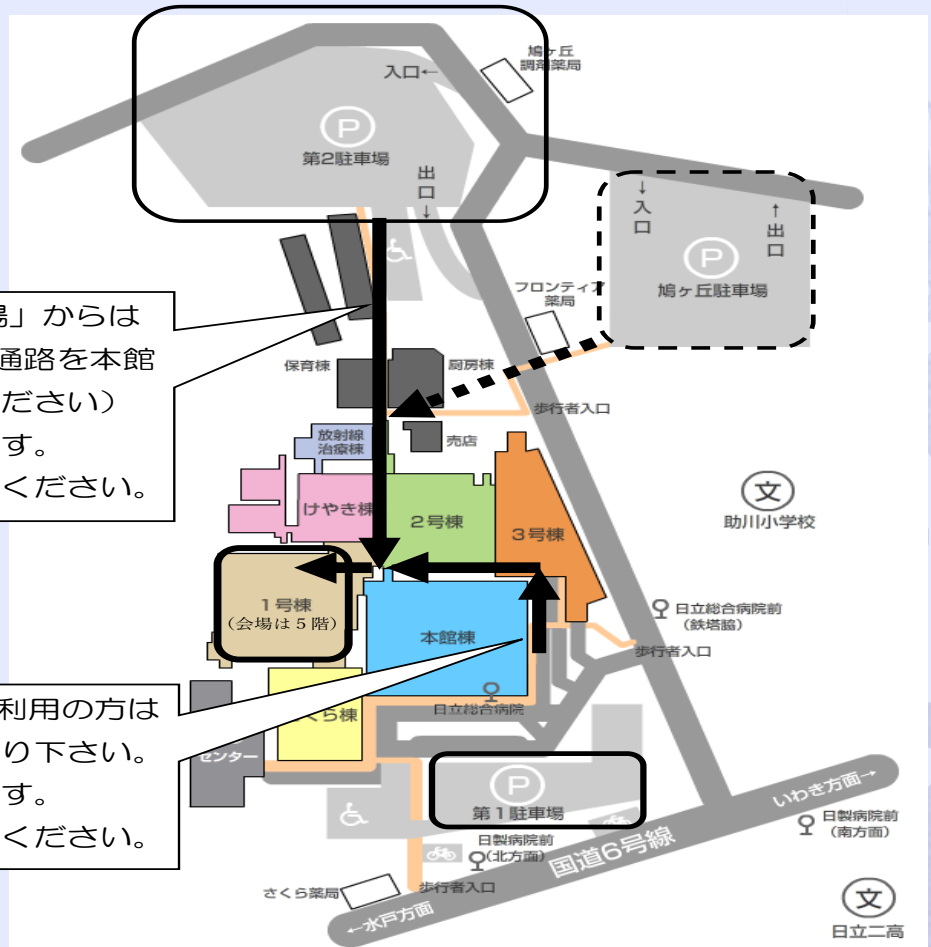 鳩ヶ丘
調剤薬局
入口←
P
第2駐車場
出口↓
↓入口
↑出口
P
鳩ヶ丘駐車場
フロンティア
薬局
場」からは
通路を本館
ださい）
す。
ください。
保育棟
厨房棟
歩行者入口
放射線
治療棟
売店
けやき棟
2号棟
3号棟
文
助川小学校
1号棟
（会場は5階）
本館棟
日立総合病院前
（鉄塔脇）
歩行者入口
利用の方は
り下さい。
す。
ください。
くら棟
日立総合病院
センター
P
第1駐車場
いわき方面→
日製病院前
（南方面）
日製病院前
（北方面）
国道6号線
さくら薬局
歩行者入口
←水戸方面
文
日立二高